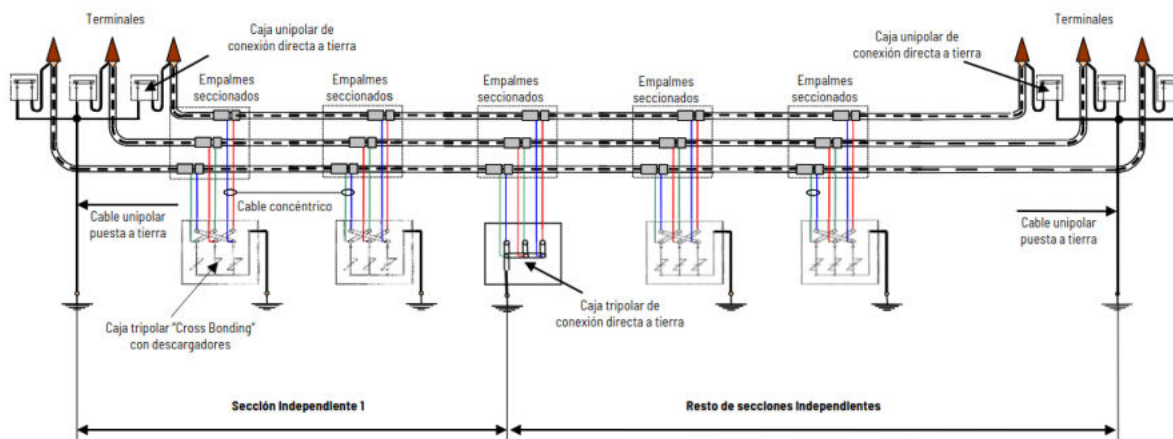 Terminales
Caja unipolar de
conexión directa a tierra
Caja unipolar de
conexión directa a tierra
Terminales
Empalmes
seccionados
Empalmes
seccionados
Empalmes
seccionados
Empalmes
seccionados
Empalmes
seccionados
Cable unipolar
puesta a tierra
Cable concéntrico
Cable unipolar
puesta a tierra
Caja tripolar "Cross Bonding"
con descargadores
Caja tripolar de
conexión directa a tierra
Sección Independiente 1
Resto de secciones Independientes